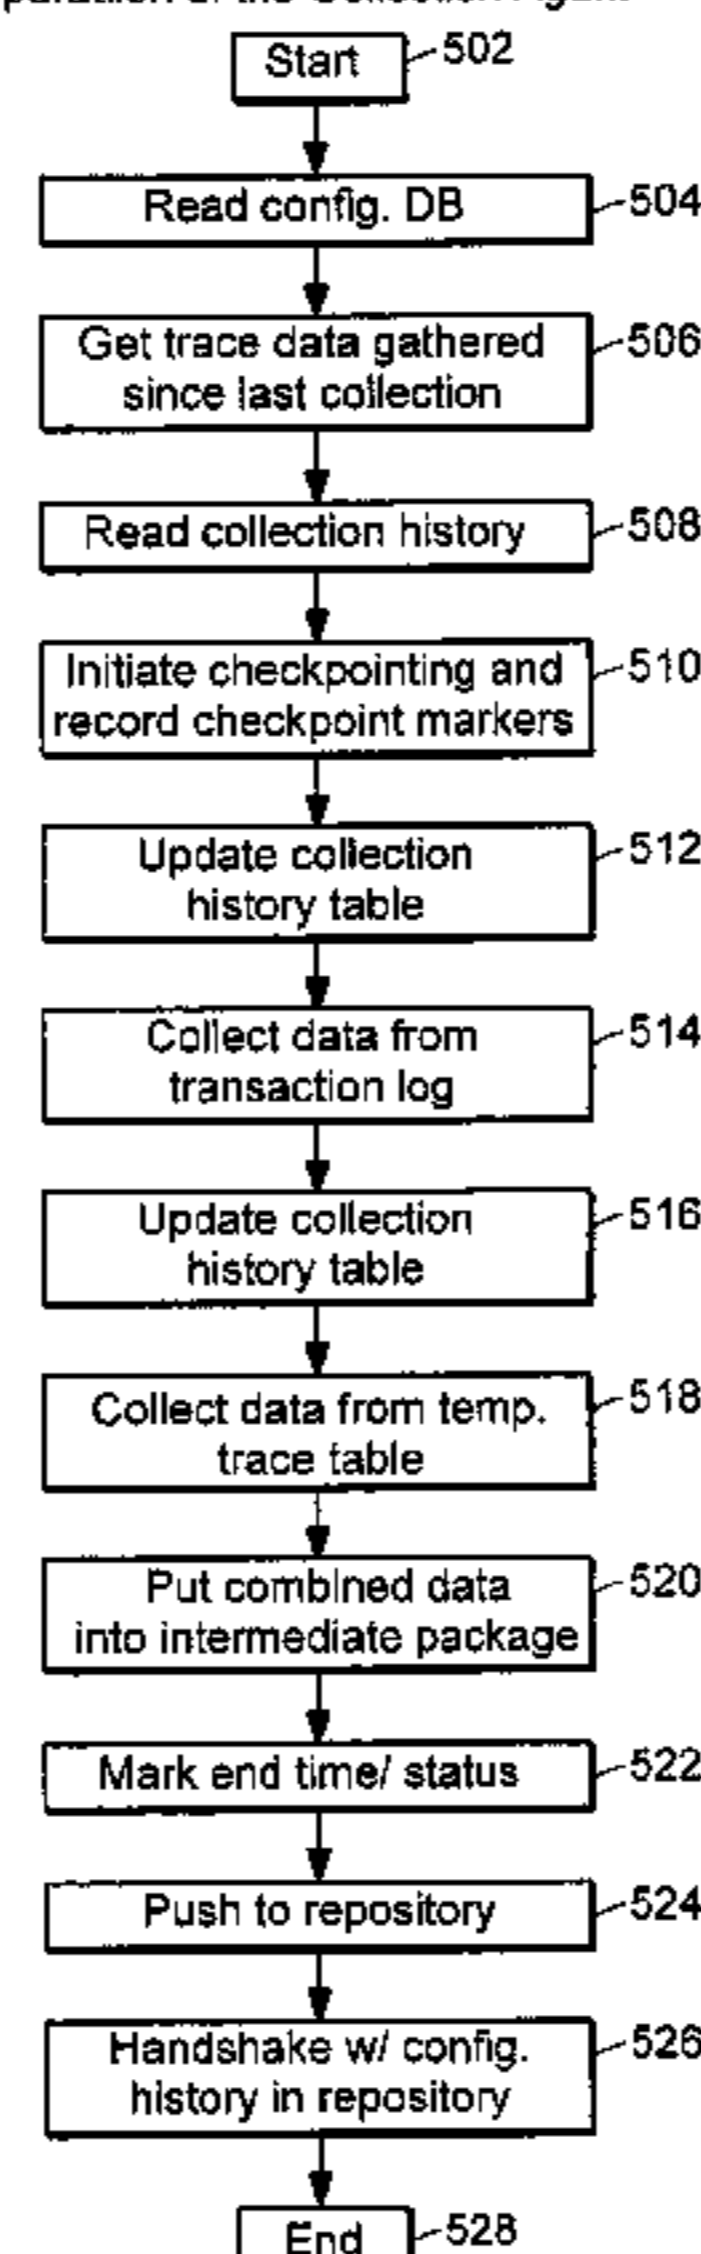 of the Collection
Start
502
Read config. DB
504
Get trace data gathered
since last collection
506
Read collection history
508
Initiate checkpointing and
record checkpoint markers
510
Update collection
history table
512
Collect data from
transaction log
514
Update collection
history table
516
Collect data from temp.
trace table
518
Put combined data
into intermediate package
520
Mark end time/ status
522
Push to repository
524
Handshake w/ config.
history in repository
526
End
528